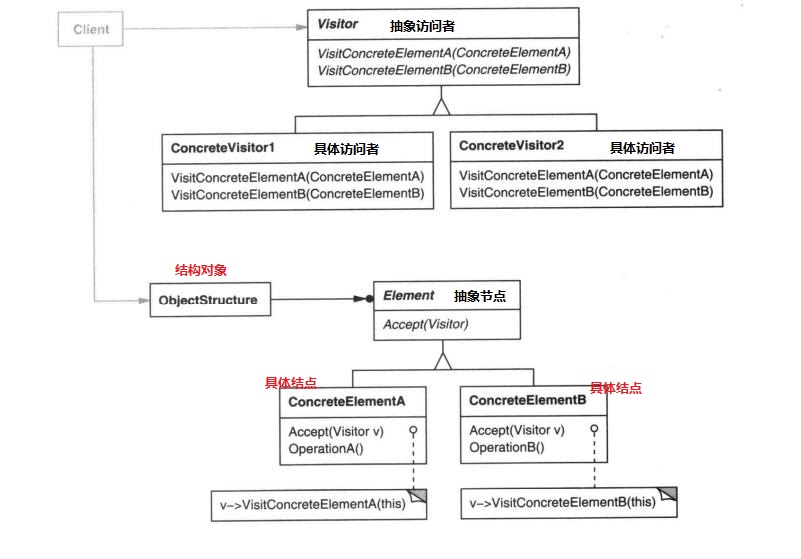 Client
Visitor 抽象访问者
VisitConcreteElementA(ConcreteElementA)
VisitConcreteElementB(ConcreteElementB)
ConcreteVisitor1 具体访问者
VisitConcreteElementA(ConcreteElementA)
VisitConcreteElementB(ConcreteElementB)
ConcreteVisitor2 具体访问者
VisitConcreteElementA(ConcreteElementA)
VisitConcreteElementB(ConcreteElementB)
结构对象
ObjectStructure
Element 抽象节点
Accept(Visitor)
具体结点
ConcreteElementA
Accept(Visitor v)
OperationA()
v->VisitConcreteElementA(this)
具体结点
ConcreteElementB
Accept(Visitor v)
OperationB()
v->VisitConcreteElementB(this)